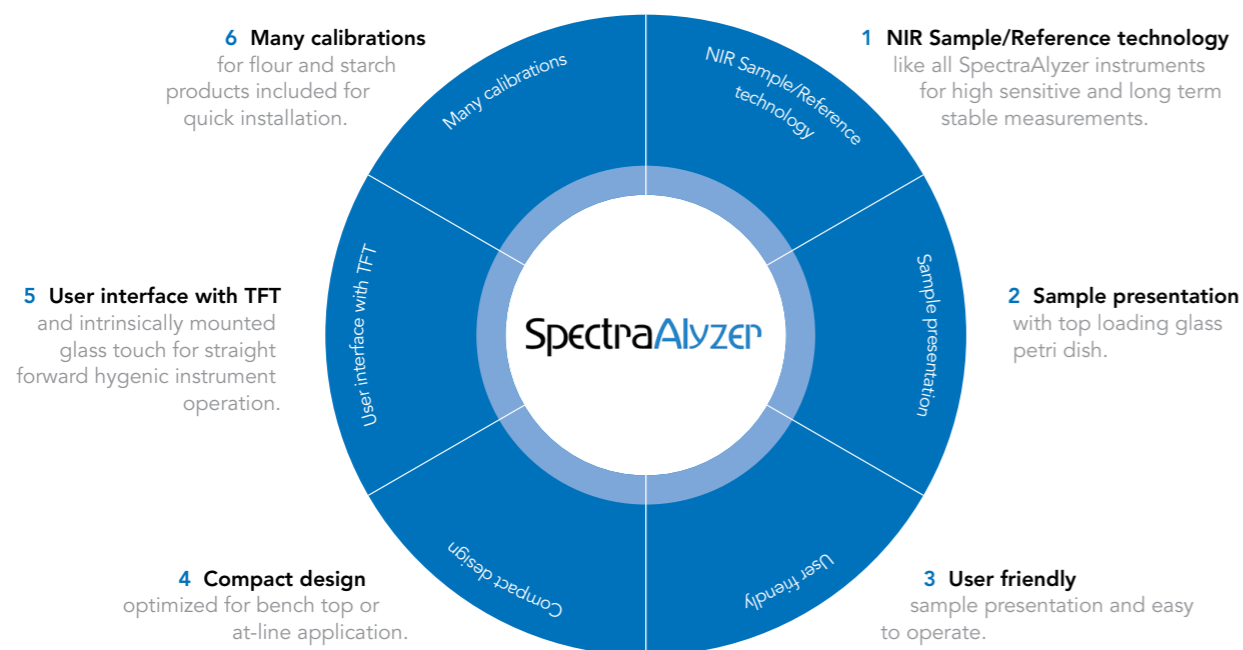 6 Many calibrations
for flour and starch
products included for
quick installation.
1 NIR Sample/Reference technology
like all SpectraAlyzer instruments
for high sensitive and long term
stable measurements.
Many calibrations
NIR Sample/Reference
technology
5 User interface with TFT
and intrinsically mounted
glass touch for straight
forward hygenic instrument
operation.
User interface with TFT
SpectraAlyzer
Sample presentation
2 Sample presentation
with top loading glass
petri dish.
4 Compact design
optimized for bench top or
at-line application.
Compact design
User friendly
3 User friendly
sample presentation and easy
to operate.